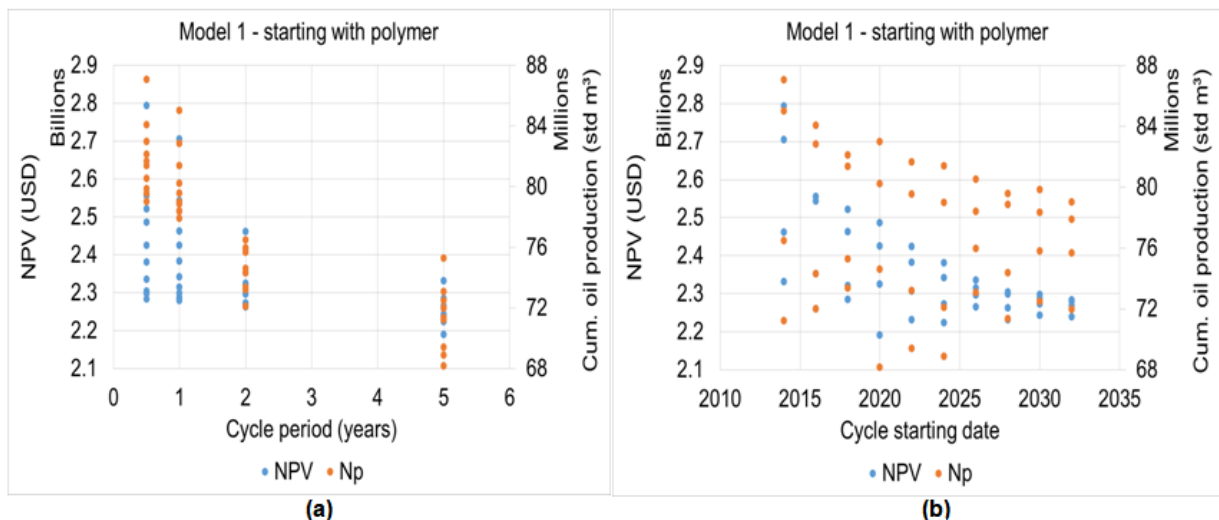 Model 1 - starting with polymer
NPV (USD)
Billions
2.9
2.8
2.7
2.6
2.5
2.4
2.3
2.2
2.1
88
84
80
76
72
68
Millions
Cum. oil production (std m³)
0 1 2 3 4 5 6
Cycle period (years)
NPV Np
(a)
Model 1 - starting with polymer
NPV (USD)
Billions
2.9
2.8
2.7
2.6
2.5
2.4
2.3
2.2
2.1
88
84
80
76
72
68
Millions
Cum. oil production (std m³)
2010 2015 2020 2025 2030 2035
Cycle starting date
NPV Np
(b)